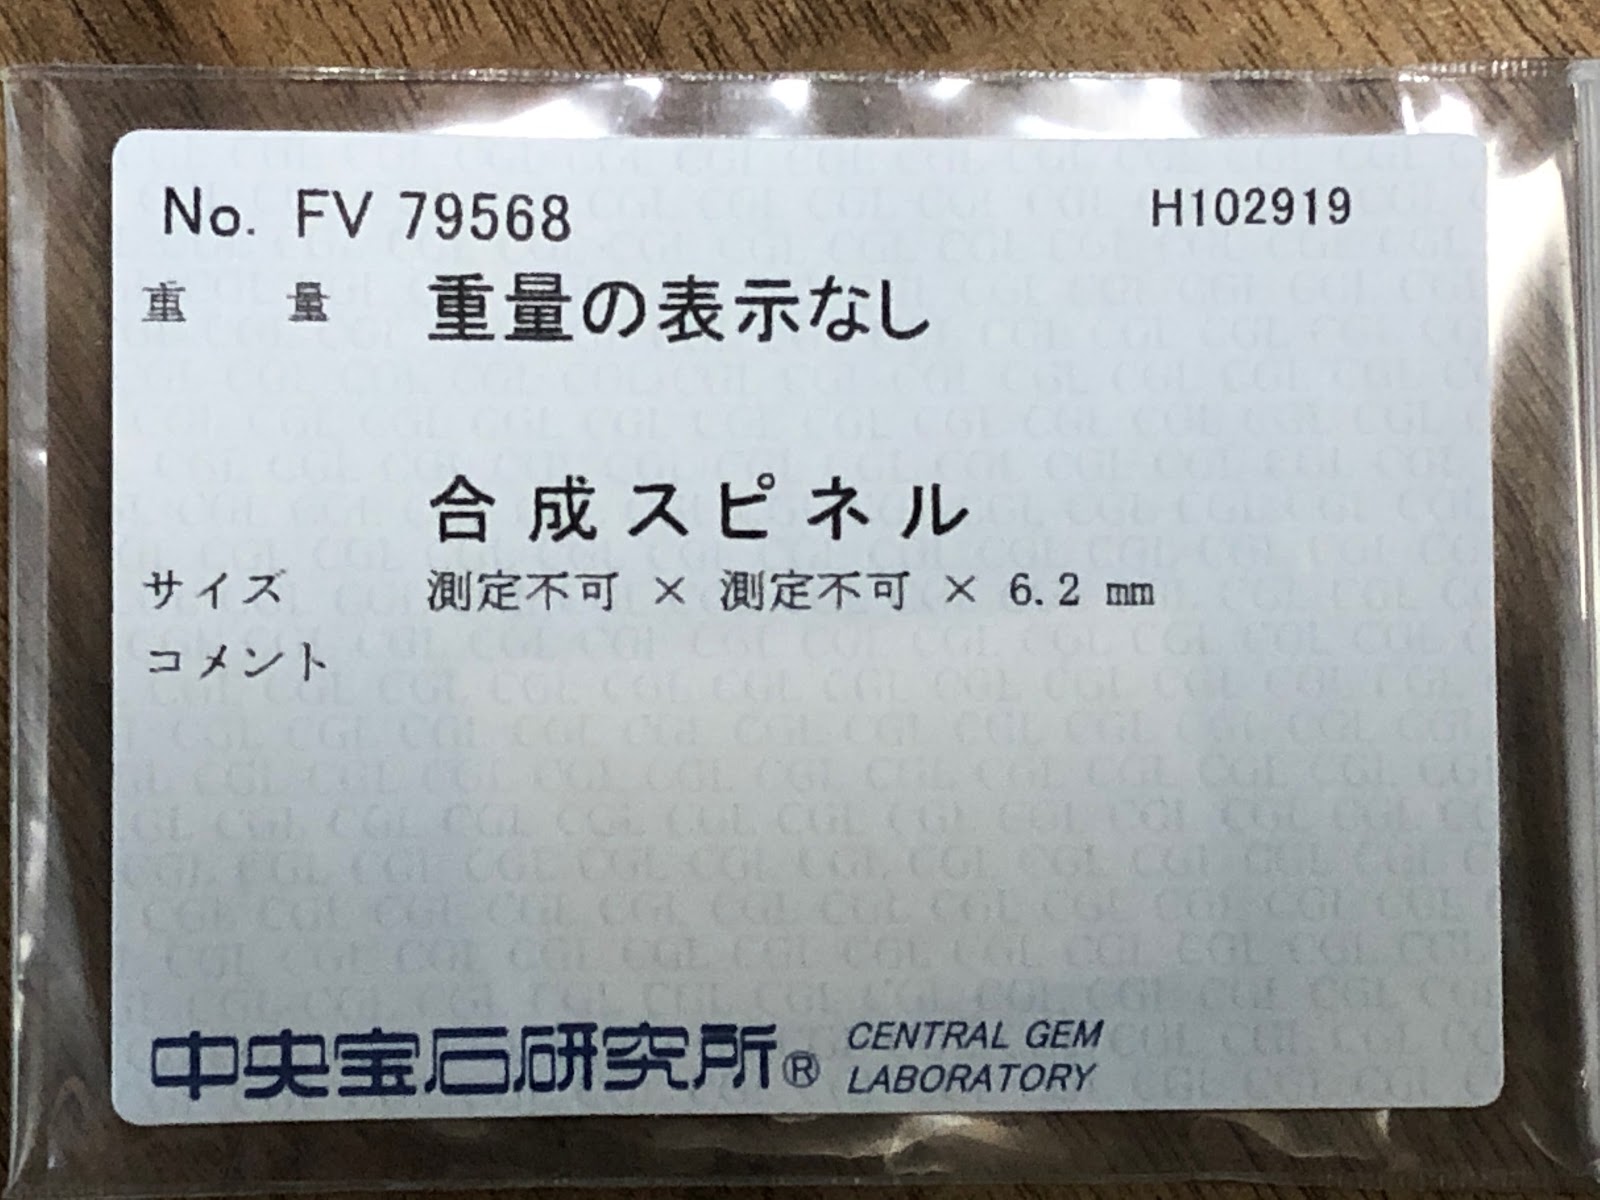 No. FV 79568 H102919
重量 重量の表示なし
合成スピネル
サイズ 測定不可 × 測定不可 × 6.2 mm
コメント
中央宝石研究所® CENTRAL GEM
LABORATORY